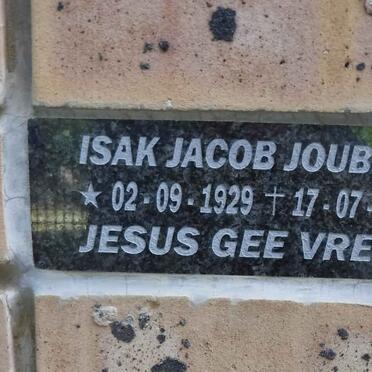 ISAK JACOB JOUB
★ 02-09-1929 † 17-07-
JESUS GEE VRE